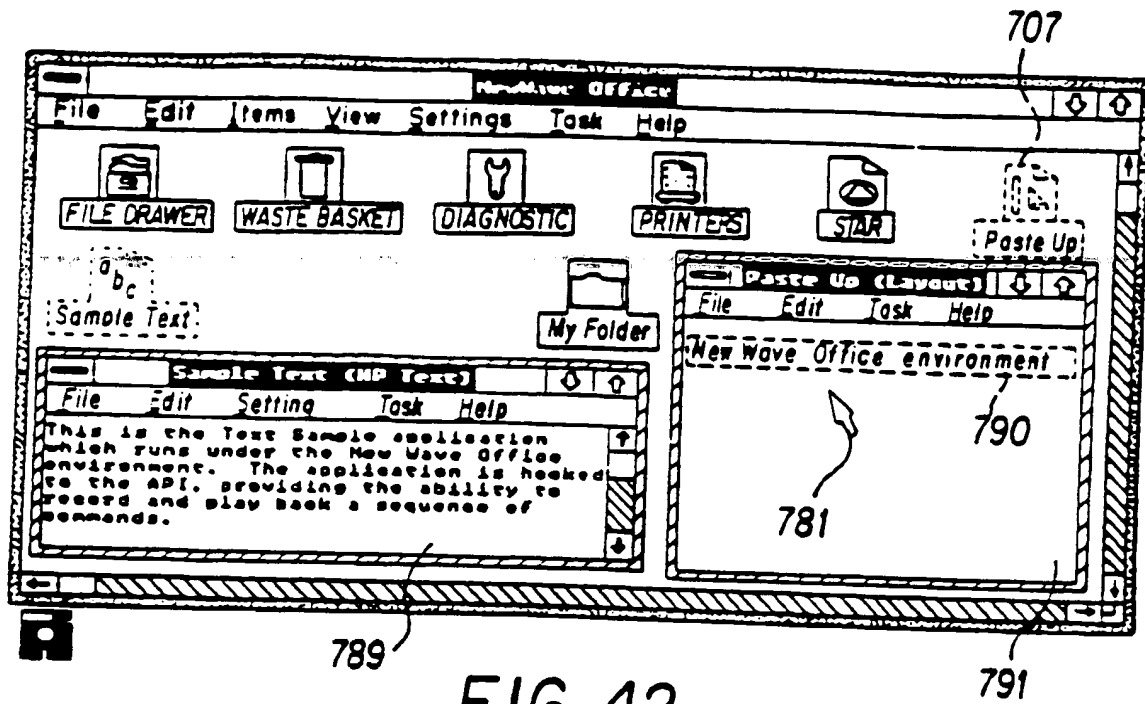 707
NewWave Office
File Edit Items View Settings Task Help
FILE DRAWER WASTE BASKET DIAGNOSTIC PRINTERS STAR Paste Up
abc
Sample Text
My Folder
Paste Up (Layout)
File Edit Task Help
New Wave Office environment
790
781
Sample Text (HP Text)
File Edit Setting Task Help
This is the Text Sample application
which runs under the New Wave Office
environment. The application is hooked
to the API, providing the ability to
record and play back a sequence of
commands.
789
791
FIG 42